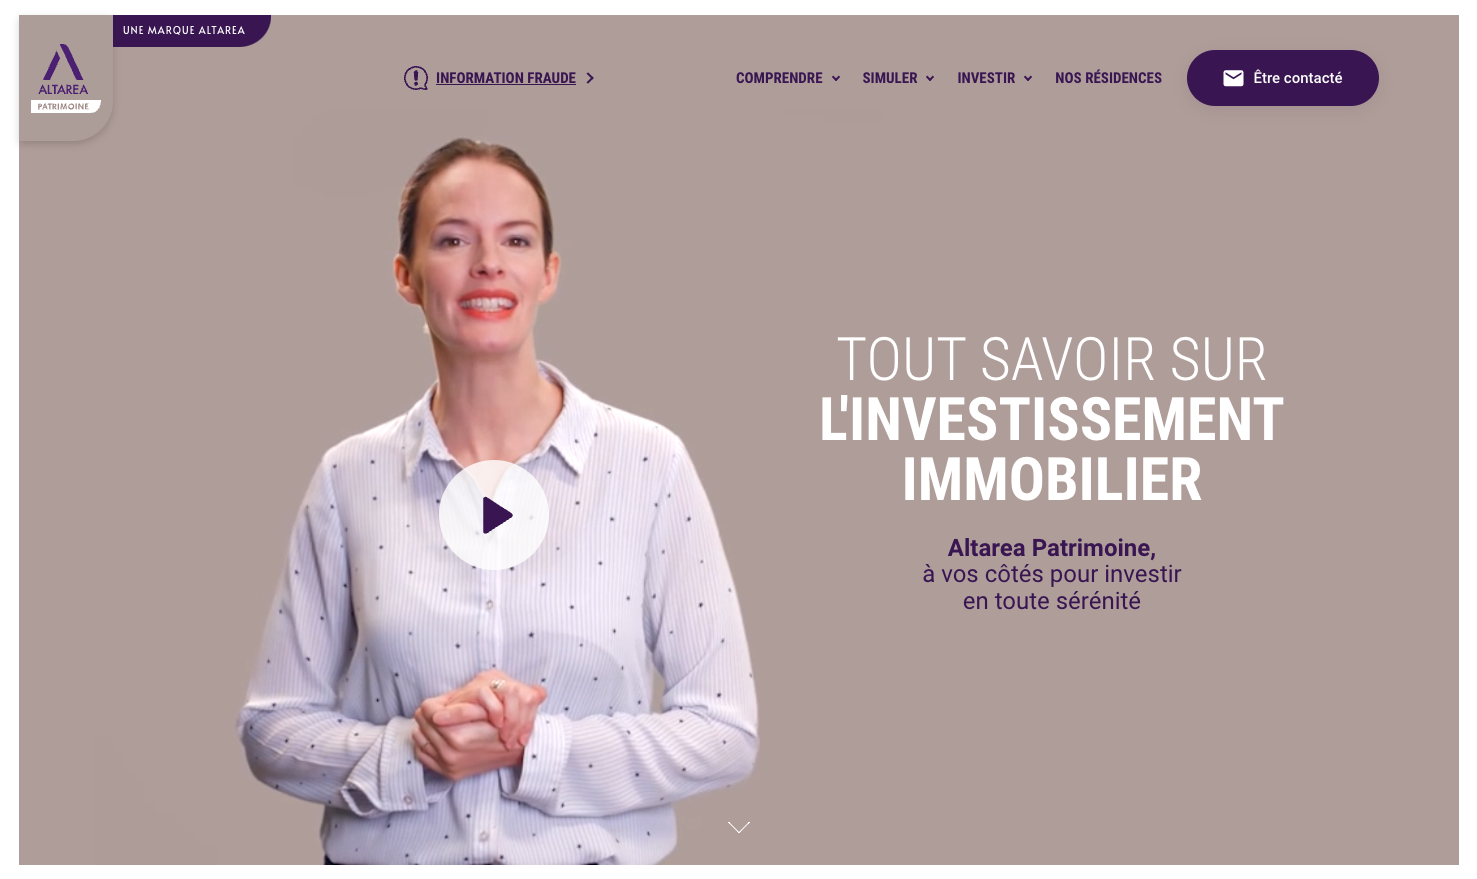 UNE MARQUE ALTAREA
ALTAREA
PATRIMOINE
INFORMATION FRAUDE
COMPRENDRE
SIMULER
INVESTIR
NOS RÉSIDENCES
Être contacté
TOUT SAVOIR SUR
L'INVESTISSEMENT
IMMOBILIER
Altarea Patrimoine,
à vos côtés pour investir
en toute sérénité